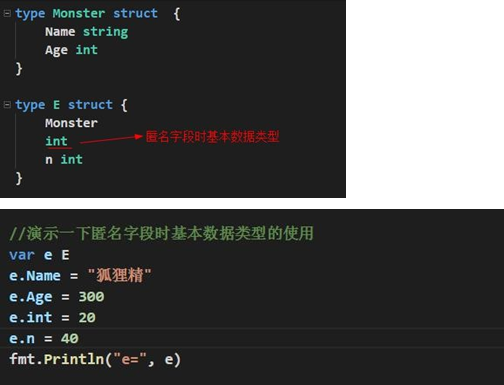 type Monster struct {
Name string
Age int
}
type E struct {
Monster
int 匿名字段时基本数据类型
n int
}
//演示一下匿名字段时基本数据类型的使用
var e E
e.Name = "狐狸精"
e.Age = 300
e.int = 20
e.n = 40
fmt.Println("e=", e)